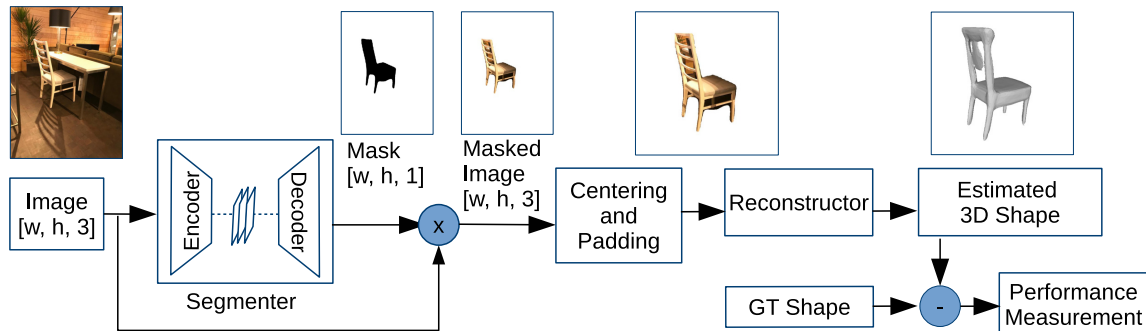 Image
[w, h, 3]
Encoder
Decoder
Segmenter
Mask
[w, h, 1]
x
Masked
Image
[w, h, 3]
Centering
and
Padding
Reconstructor
Estimated
3D Shape
GT Shape
-
Performance
Measurement